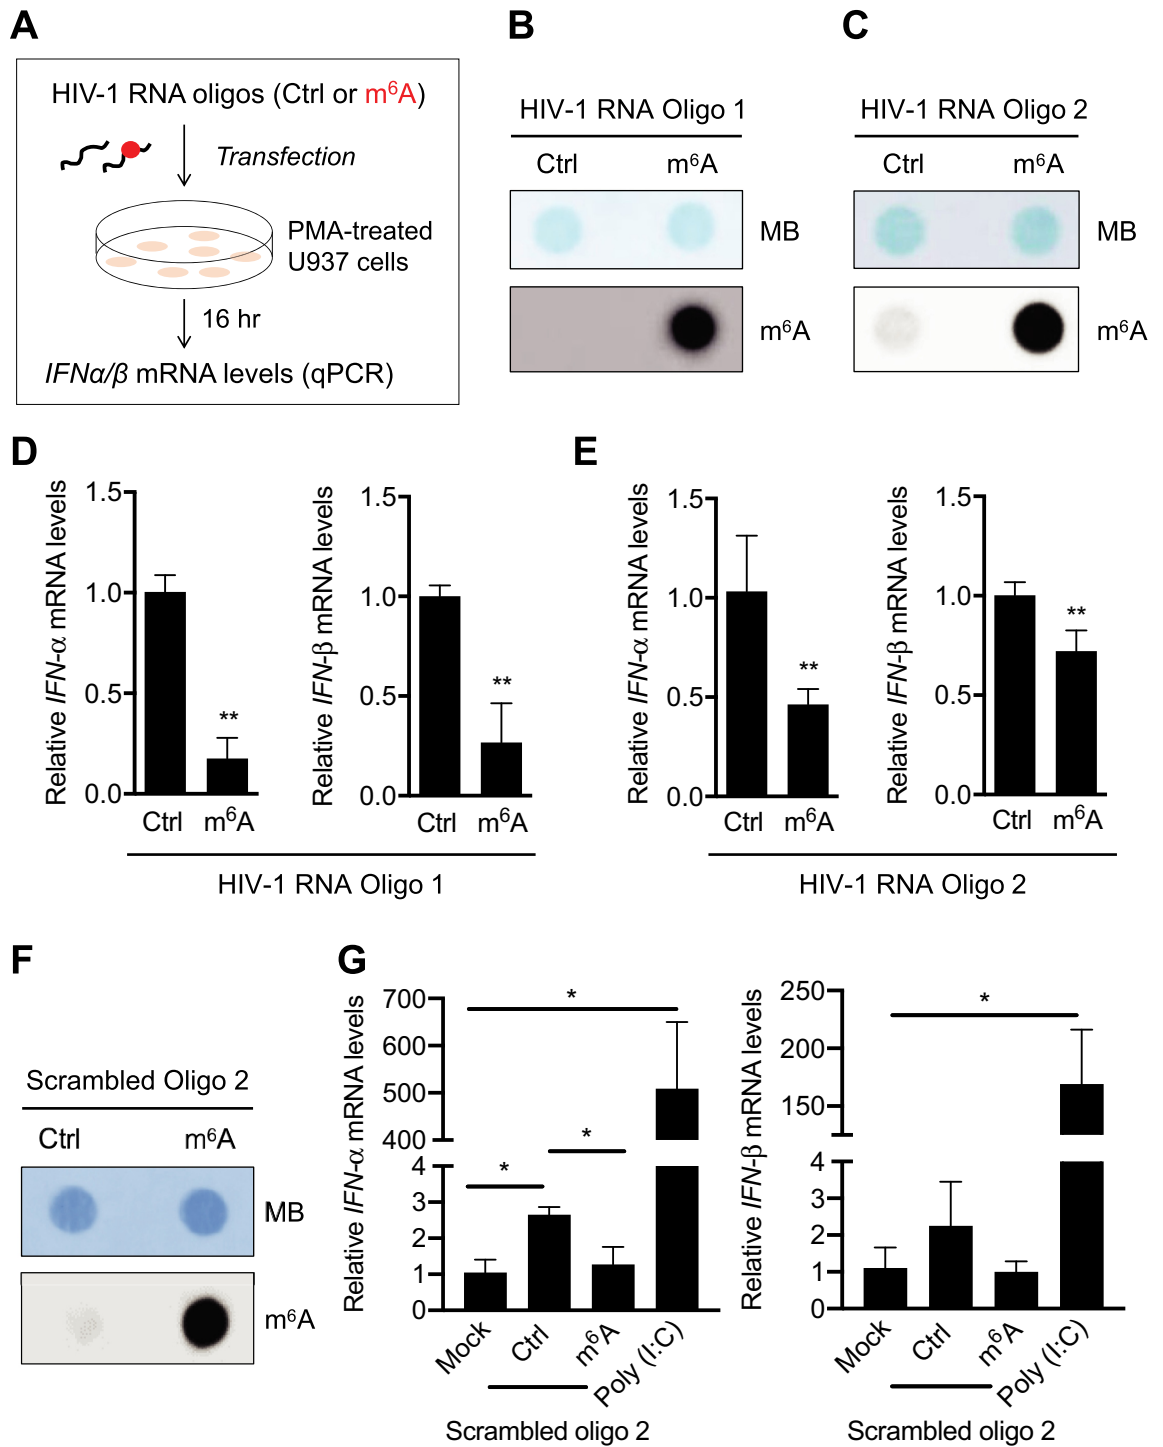 A
HIV-1 RNA oligos (Ctrl or m⁶A)
Transfection
PMA-treated
U937 cells
16 hr
IFNα/β mRNA levels (qPCR)
B
HIV-1 RNA Oligo 1
Ctrl m⁶A
MB
m⁶A
C
HIV-1 RNA Oligo 2
Ctrl m⁶A
MB
m⁶A
D
Relative IFN-α mRNA levels
1.5
1.0
0.5
0.0
**
Ctrl m⁶A
Relative IFN-β mRNA levels
1.5
1.0
0.5
0.0
**
Ctrl m⁶A
HIV-1 RNA Oligo 1
E
Relative IFN-α mRNA levels
1.5
1.0
0.5
0.0
**
Ctrl m⁶A
Relative IFN-β mRNA levels
1.5
1.0
0.5
0.0
**
Ctrl m⁶A
HIV-1 RNA Oligo 2
F
Scrambled Oligo 2
Ctrl m⁶A
MB
m⁶A
G
Relative IFN-α mRNA levels
700
600
500
400
4
3
2
1
0
*
*
*
Mock Ctrl m⁶A Poly (I:C)
Scrambled oligo 2
Relative IFN-β mRNA levels
250
200
150
4
3
2
1
0
*
Mock Ctrl m⁶A Poly (I:C)
Scrambled oligo 2